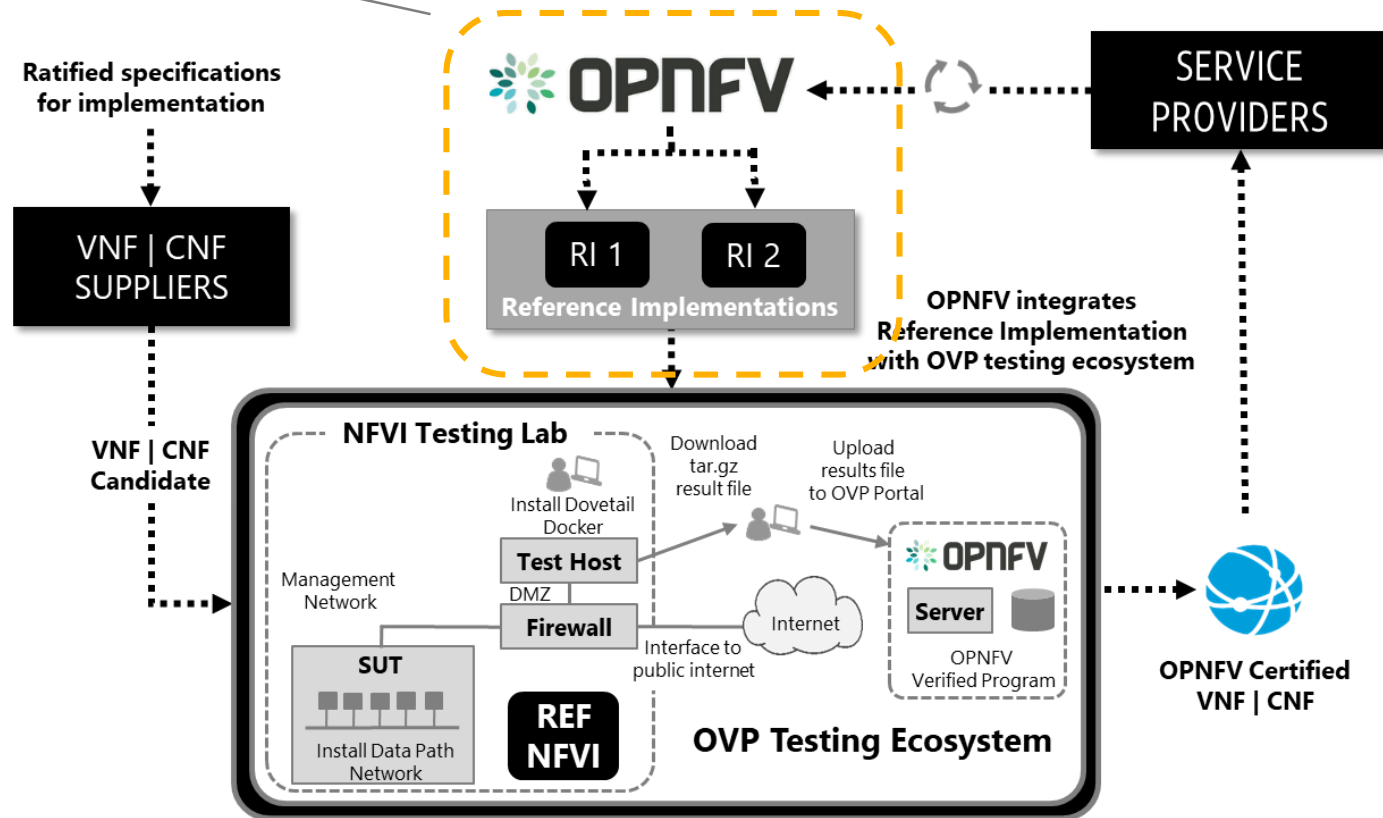 Ratified specifications
for implementation
OPNFV
SERVICE
PROVIDERS
VNF | CNF
SUPPLIERS
RI 1
RI 2
Reference Implementations
OPNFV integrates
Reference Implementation
with OVP testing ecosystem
VNF | CNF
Candidate
NFVI Testing Lab
Install Dovetail
Docker
Test Host
DMZ
Firewall
Management
Network
SUT
Install Data Path
Network
REF
NFVI
Download
tar.gz
result file
Upload
results file
to OVP Portal
Internet
Interface to
public internet
OPNFV
Server
OPNFV
Verified Program
OVP Testing Ecosystem
OPNFV Certified
VNF | CNF